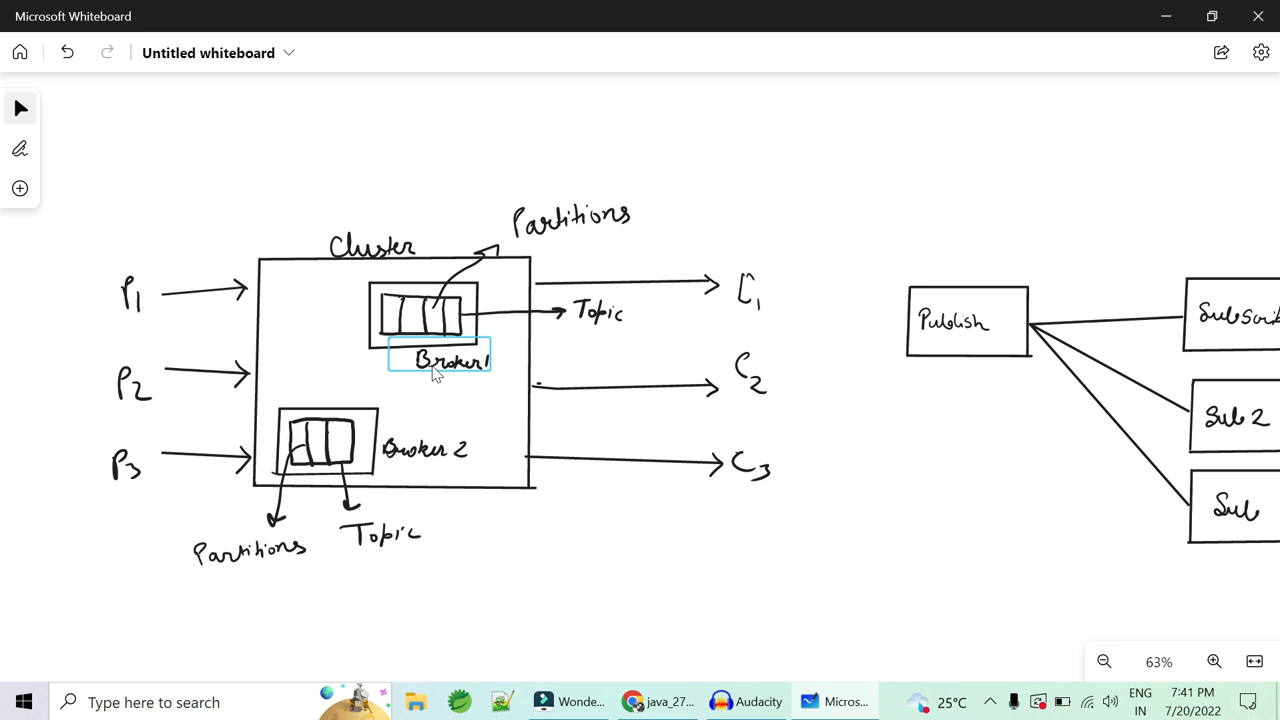 Microsoft Whiteboard
Untitled whiteboard
Partitions
Cluster
P1
C1
Topic
Publish
Subscrib
Broker1
P2
C2
Sub 2
Broker 2
P3
C3
Sub
Partitions
Topic
63%
Type here to search
Wonde...
java_27...
Audacity
Micros...
25°C
ENG
IN
7:41 PM
7/20/2022